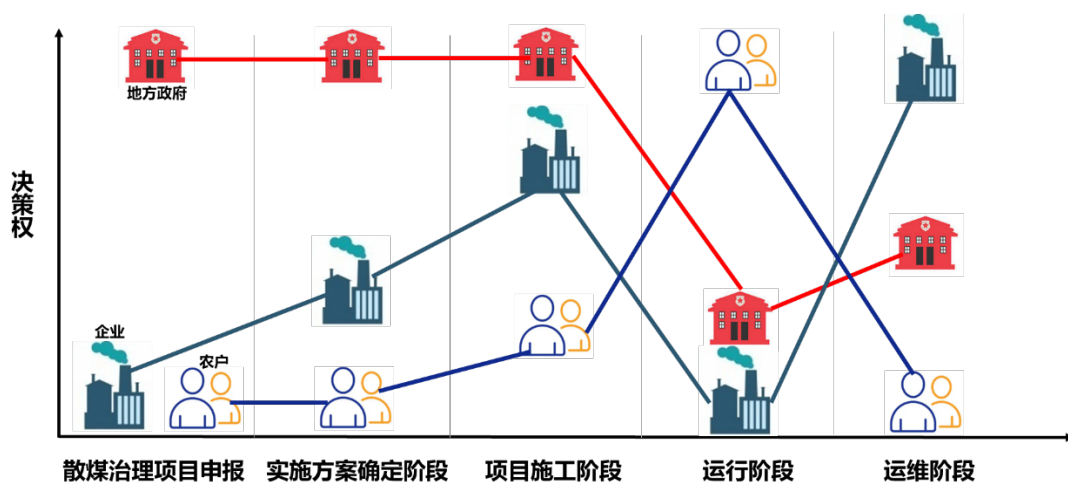 地方政府
决策权
企业
农户
散煤治理项目申报
实施方案确定阶段
项目施工阶段
运行阶段
运维阶段